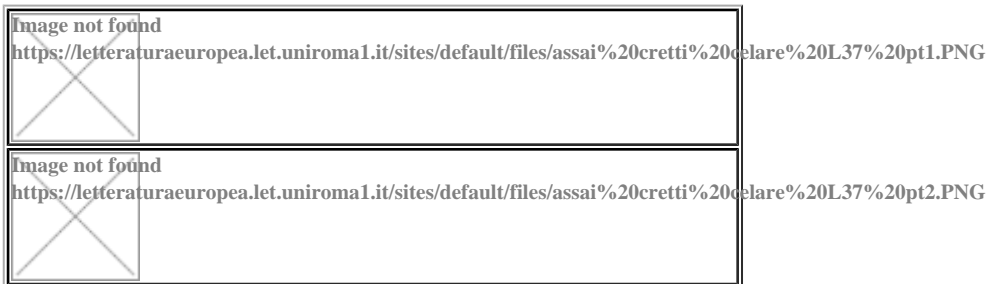 Image not found
https://letteraturaeuropea.let.uniroma1.it/sites/default/files/assai%20cretti%20celare%20L37%20pt1.PNG
Image not found
https://letteraturaeuropea.let.uniroma1.it/sites/default/files/assai%20cretti%20celare%20L37%20pt2.PNG